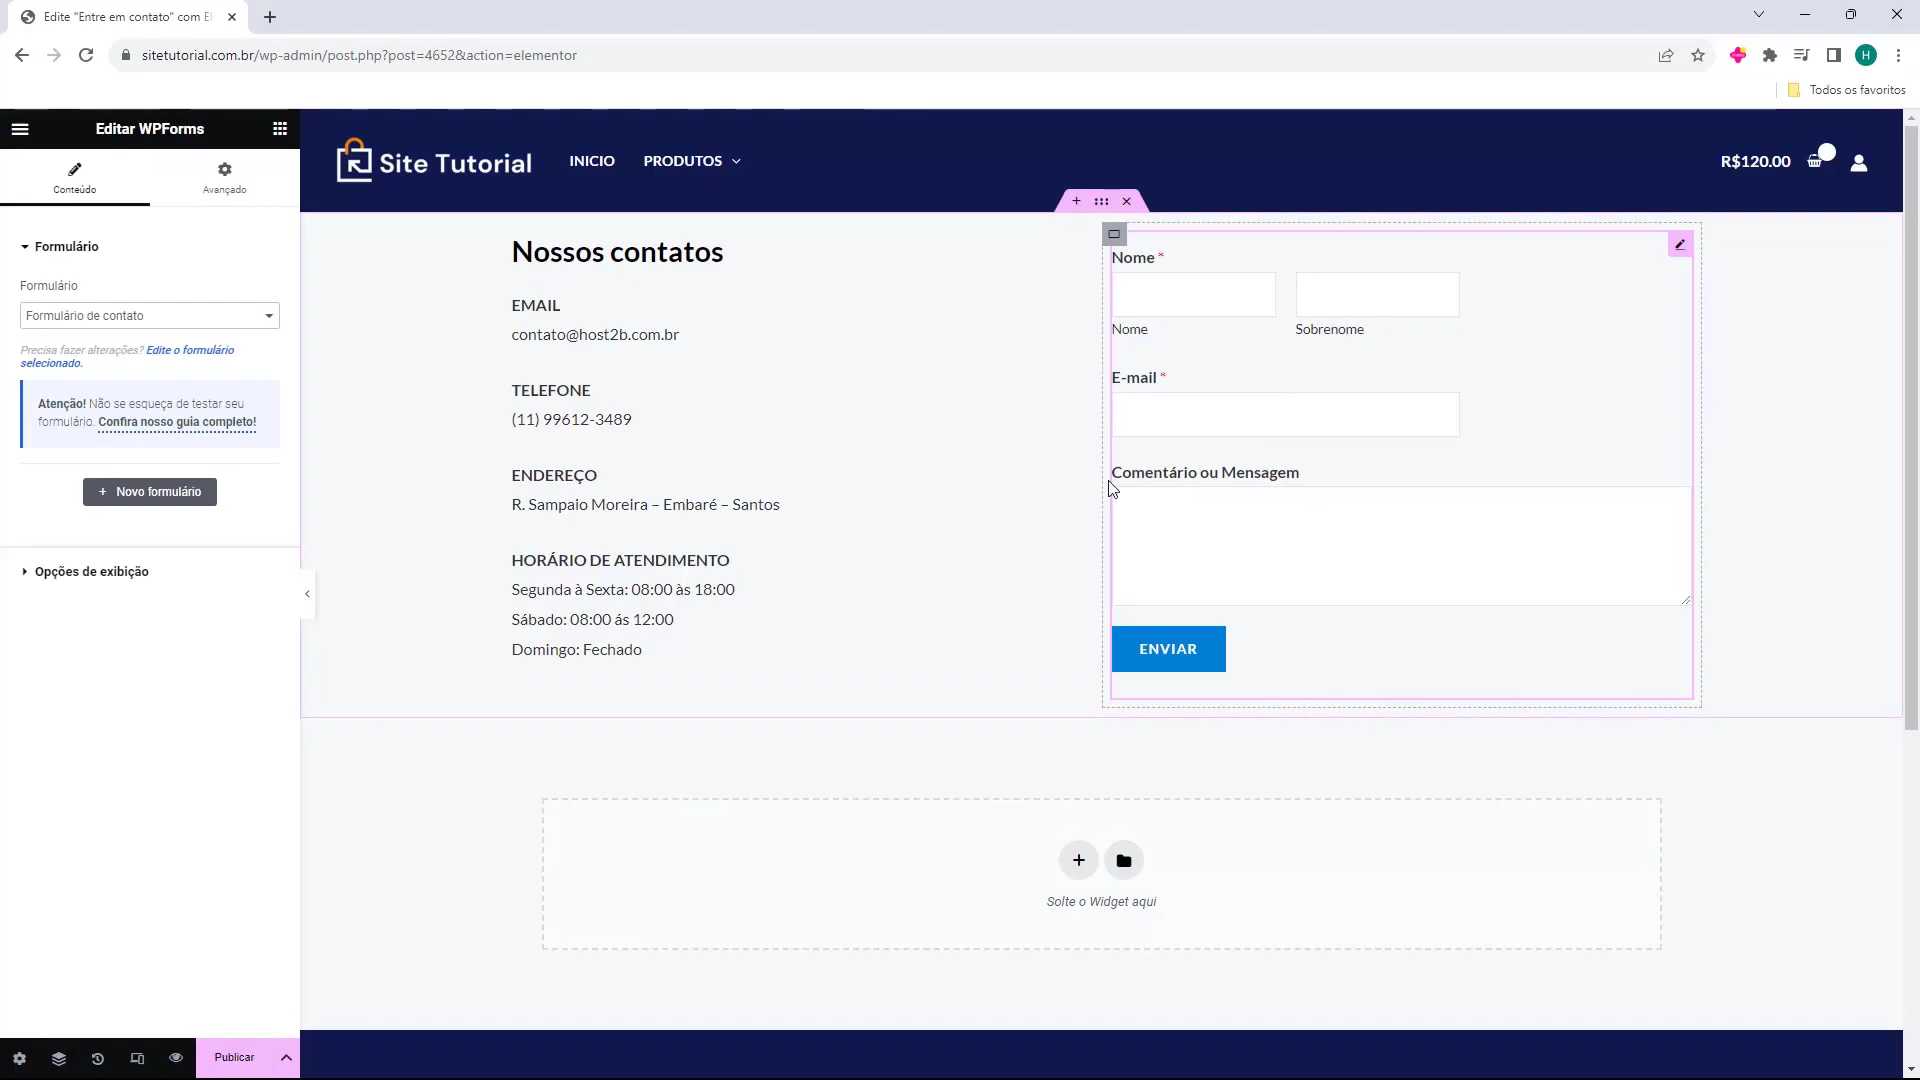 Edite "Entre em contato" com El
sitetutorial.com.br/wp-admin/post.php?post=4652&action=elementor
H
Todos os favoritos
Editar WPForms
Conteúdo
Avançado
Formulário
Formulário
Formulário de contato
Precisa fazer alterações? Edite o formulário
selecionado.
Atenção! Não se esqueça de testar seu
formulário. Confira nosso guia completo!
+ Novo formulário
Opções de exibição
Publicar
Site Tutorial
INICIO
PRODUTOS
R$120.00
Nossos contatos
EMAIL
contato@host2b.com.br
TELEFONE
(11) 99612-3489
ENDEREÇO
R. Sampaio Moreira – Embaré – Santos
HORÁRIO DE ATENDIMENTO
Segunda à Sexta: 08:00 às 18:00
Sábado: 08:00 ás 12:00
Domingo: Fechado
Nome *
Nome
Sobrenome
E-mail *
Comentário ou Mensagem
ENVIAR
Solte o Widget aqui